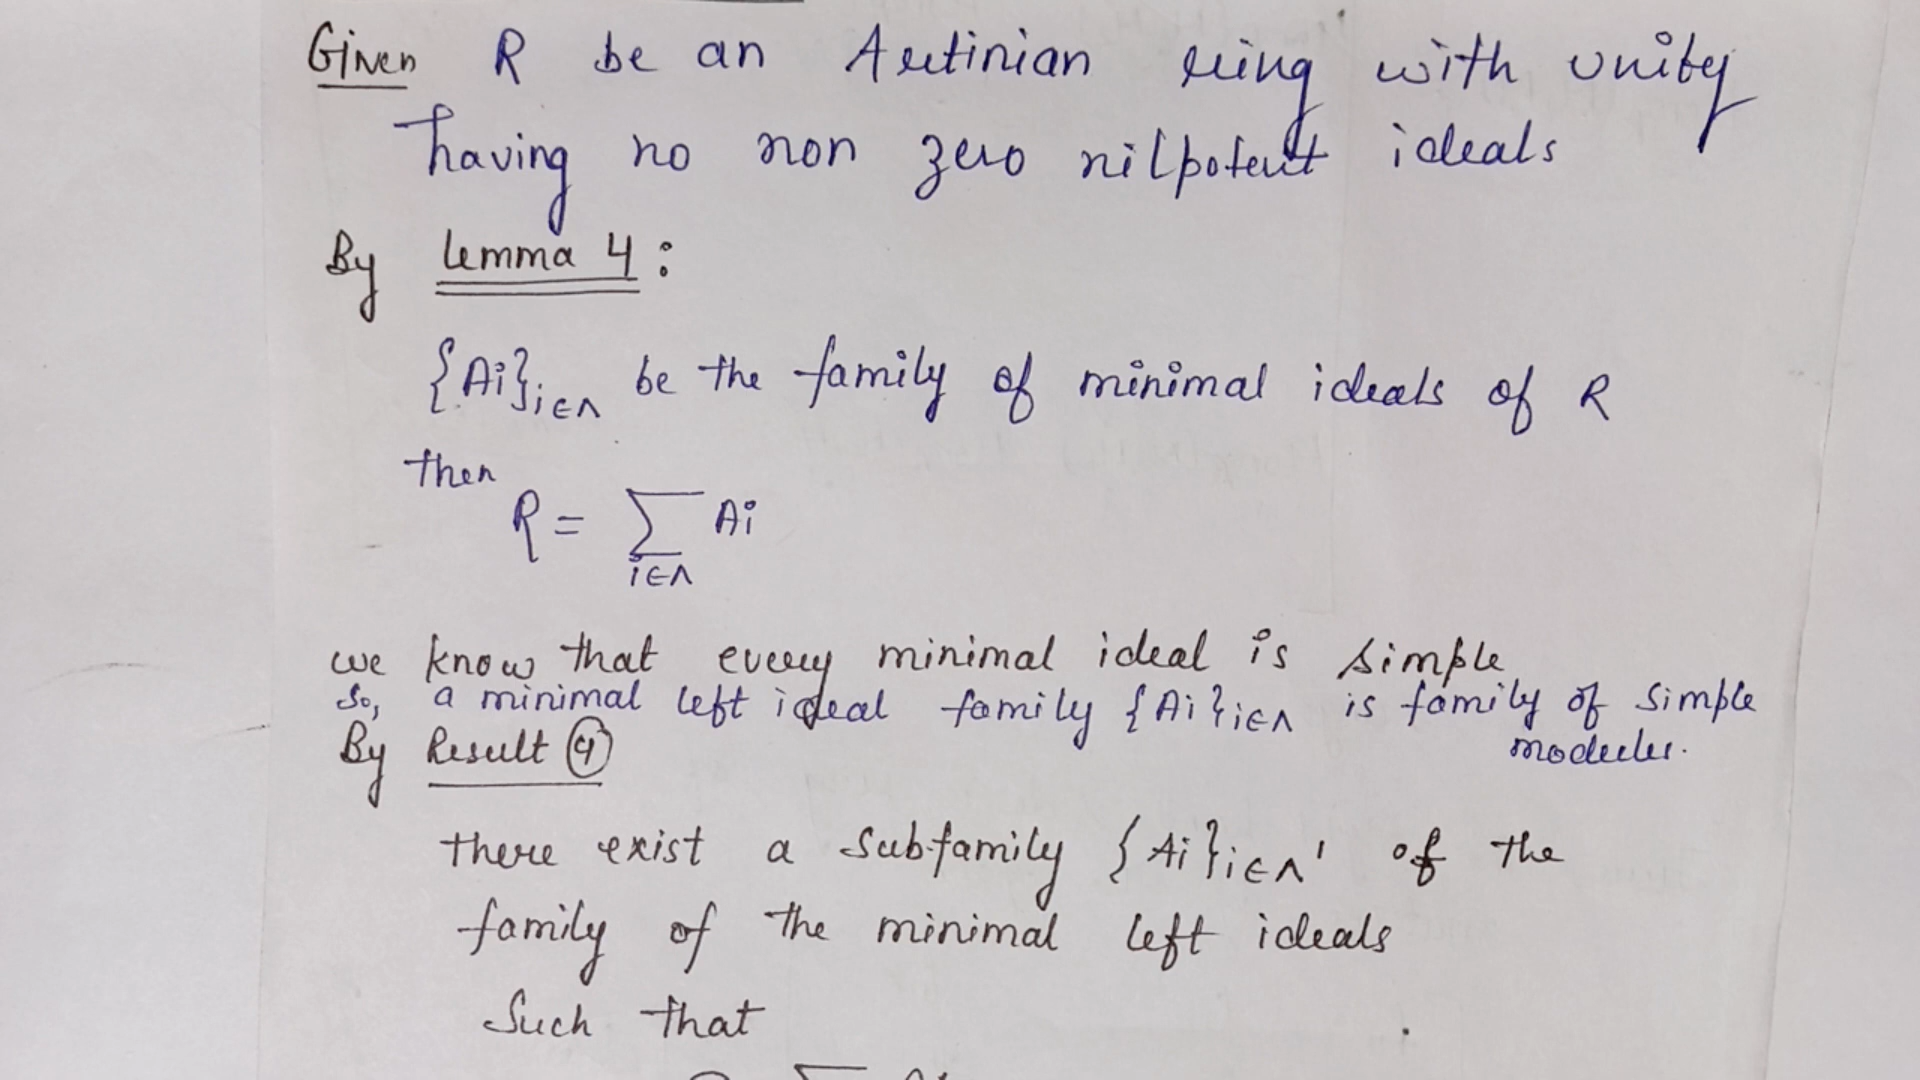 Given R be an Artinian ring with unity
having no non zero nilpotent ideals
By Lemma 4 :
{Ai}i∈Λ be the family of minimal ideals of R
then
R = ∑ Ai
i∈Λ
we know that every minimal ideal is simple
So, a minimal left ideal family {Ai}i∈Λ is family of simple
modules.
By Result ④
there exist a subfamily {Ai}i∈Λ' of the
family of the minimal left ideals
Such that